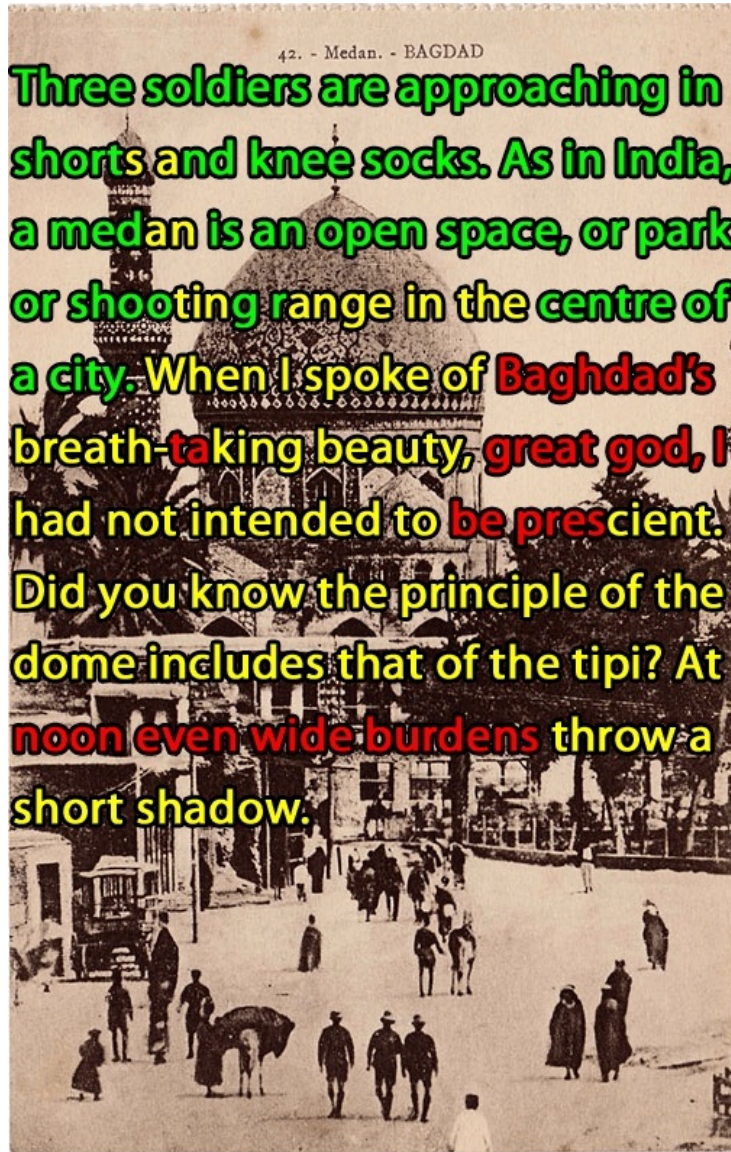 42. - Medan. - BAGDAD
Three soldiers are approaching in
shorts and knee socks. As in India,
a medan is an open space, or park
or shooting range in the centre of
a city. When I spoke of Baghdad's
breath-taking beauty, great god, I
had not intended to be prescient.
Did you know the principle of the
dome includes that of the tipi? At
noon even wide burdens throw a
short shadow.